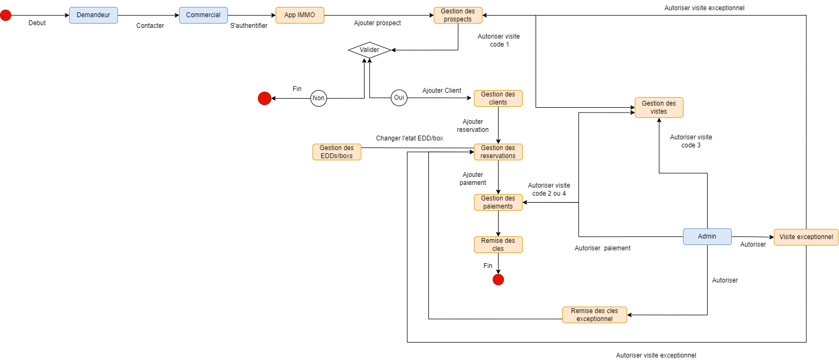 Autoriser visite exceptionnel
Demandeur
Commercial
App IMMO
Gestion des
prospects
Debut
Contacter
S'authentifier
Ajouter prospect
Autoriser visite
code 1
Valider
Fin
Non
Oui
Ajouter Client
Gestion des
clients
Gestion des
vistes
Ajouter
reservation
Changer l'etat EDD/box
Autoriser visite
code 3
Gestion des
EDDs/boxs
Gestion des
reservations
Ajouter
paiement
Autoriser visite
code 2 ou 4
Gestion des
paiements
Admin
Visite exceptionnel
Autoriser
Remise des
cles
Autoriser paiement
Fin
Autoriser
Remise des cles
exceptionnel
Autoriser visite exceptionnel